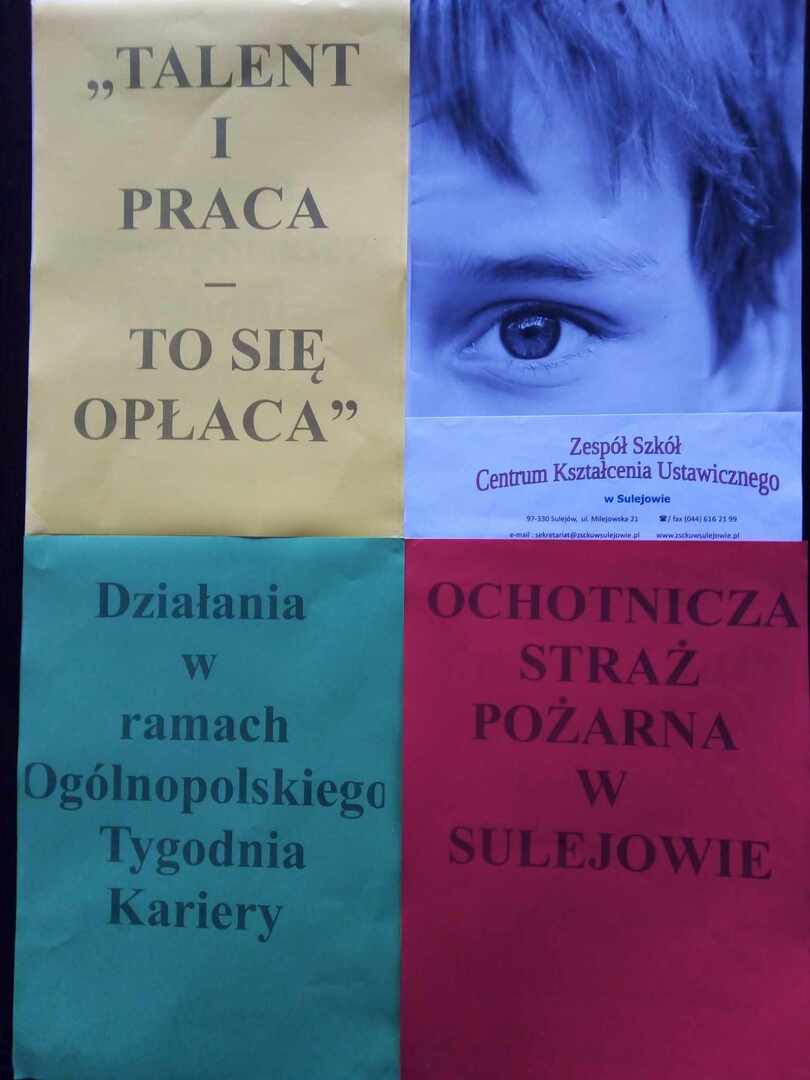 „TALENT
I
PRACA
–
TO SIĘ
OPŁACA”
Zespół Szkół
Centrum Kształcenia Ustawicznego
w Sulejowie
97-330 Sulejów, ul. Milejowska 21 ☎/ fax (044) 616 21 99
e-mail : sekretariat@zsckuwsulejowie.pl www.zsckuwsulejowie.pl
Działania
w
ramach
Ogólnopolskiego
Tygodnia
Kariery
OCHOTNICZA
STRAŻ
POŻARNA
W
SULEJOWIE